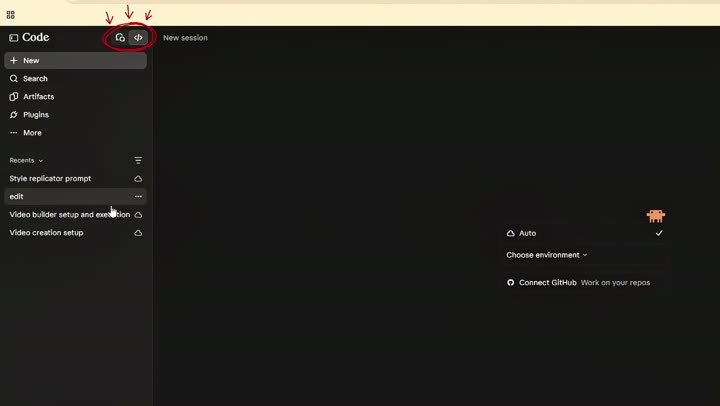 Code
New session
New
Search
Artifacts
Plugins
More
Recents
Style replicator prompt
edit
Video builder setup and execution
Video creation setup
Auto
Choose environment
Connect GitHub Work on your repos